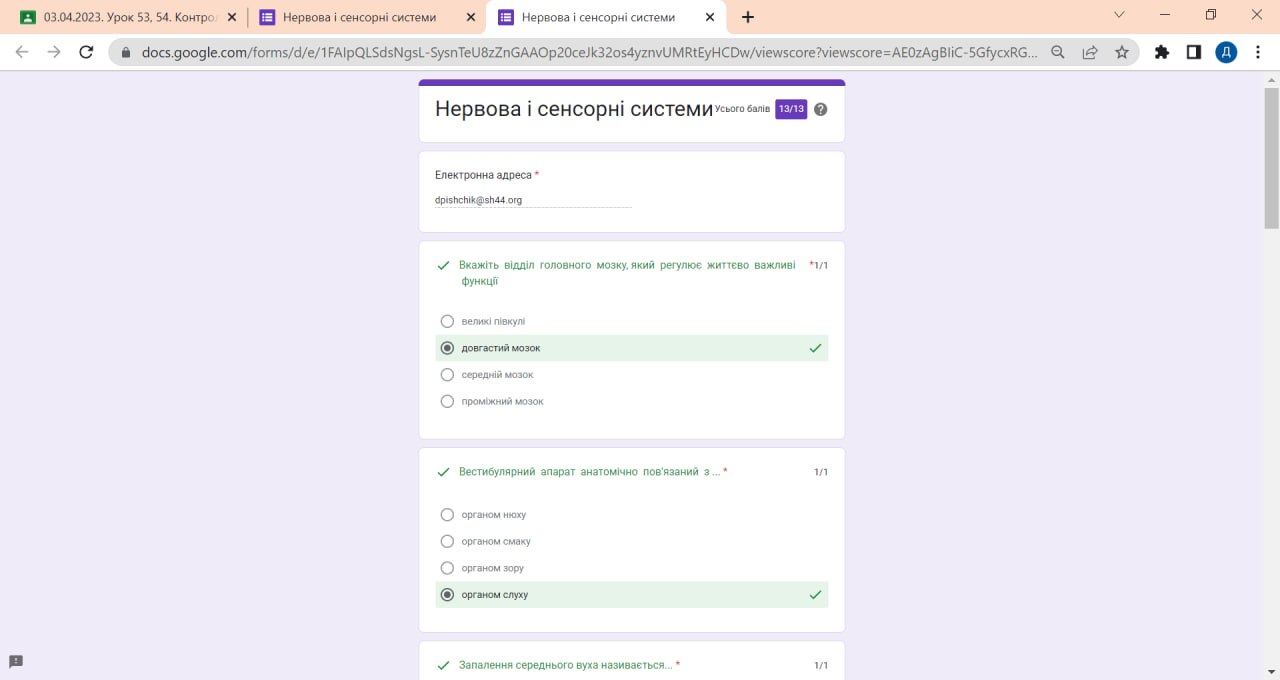 03.04.2023. Урок 53, 54. Контрол
Нервова і сенсорні системи
Нервова і сенсорні системи
docs.google.com/forms/d/e/1FAIpQLSdsNgsL-SysnTeU8zZnGAAOp20ceJk32os4yznvUMRtEyHCDw/viewscore?viewscore=AE0zAgBIiC-5GfycxRG...
Д
Нервова і сенсорні системи Усього балів 13/13
Електронна адреса *
dpishchik@sh44.org
Вкажіть відділ головного мозку, який регулює життєво важливі *1/1
функції
великі півкулі
довгастий мозок
середній мозок
проміжний мозок
Вестибулярний апарат анатомічно пов'язаний з ... * 1/1
органом нюху
органом смаку
органом зору
органом слуху
Запалення середнього вуха називається... * 1/1